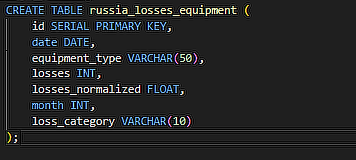 CREATE TABLE russia_losses_equipment (
    id SERIAL PRIMARY KEY,
    date DATE,
    equipment_type VARCHAR(50),
    losses INT,
    losses_normalized FLOAT,
    month INT,
    loss_category VARCHAR(10)
);